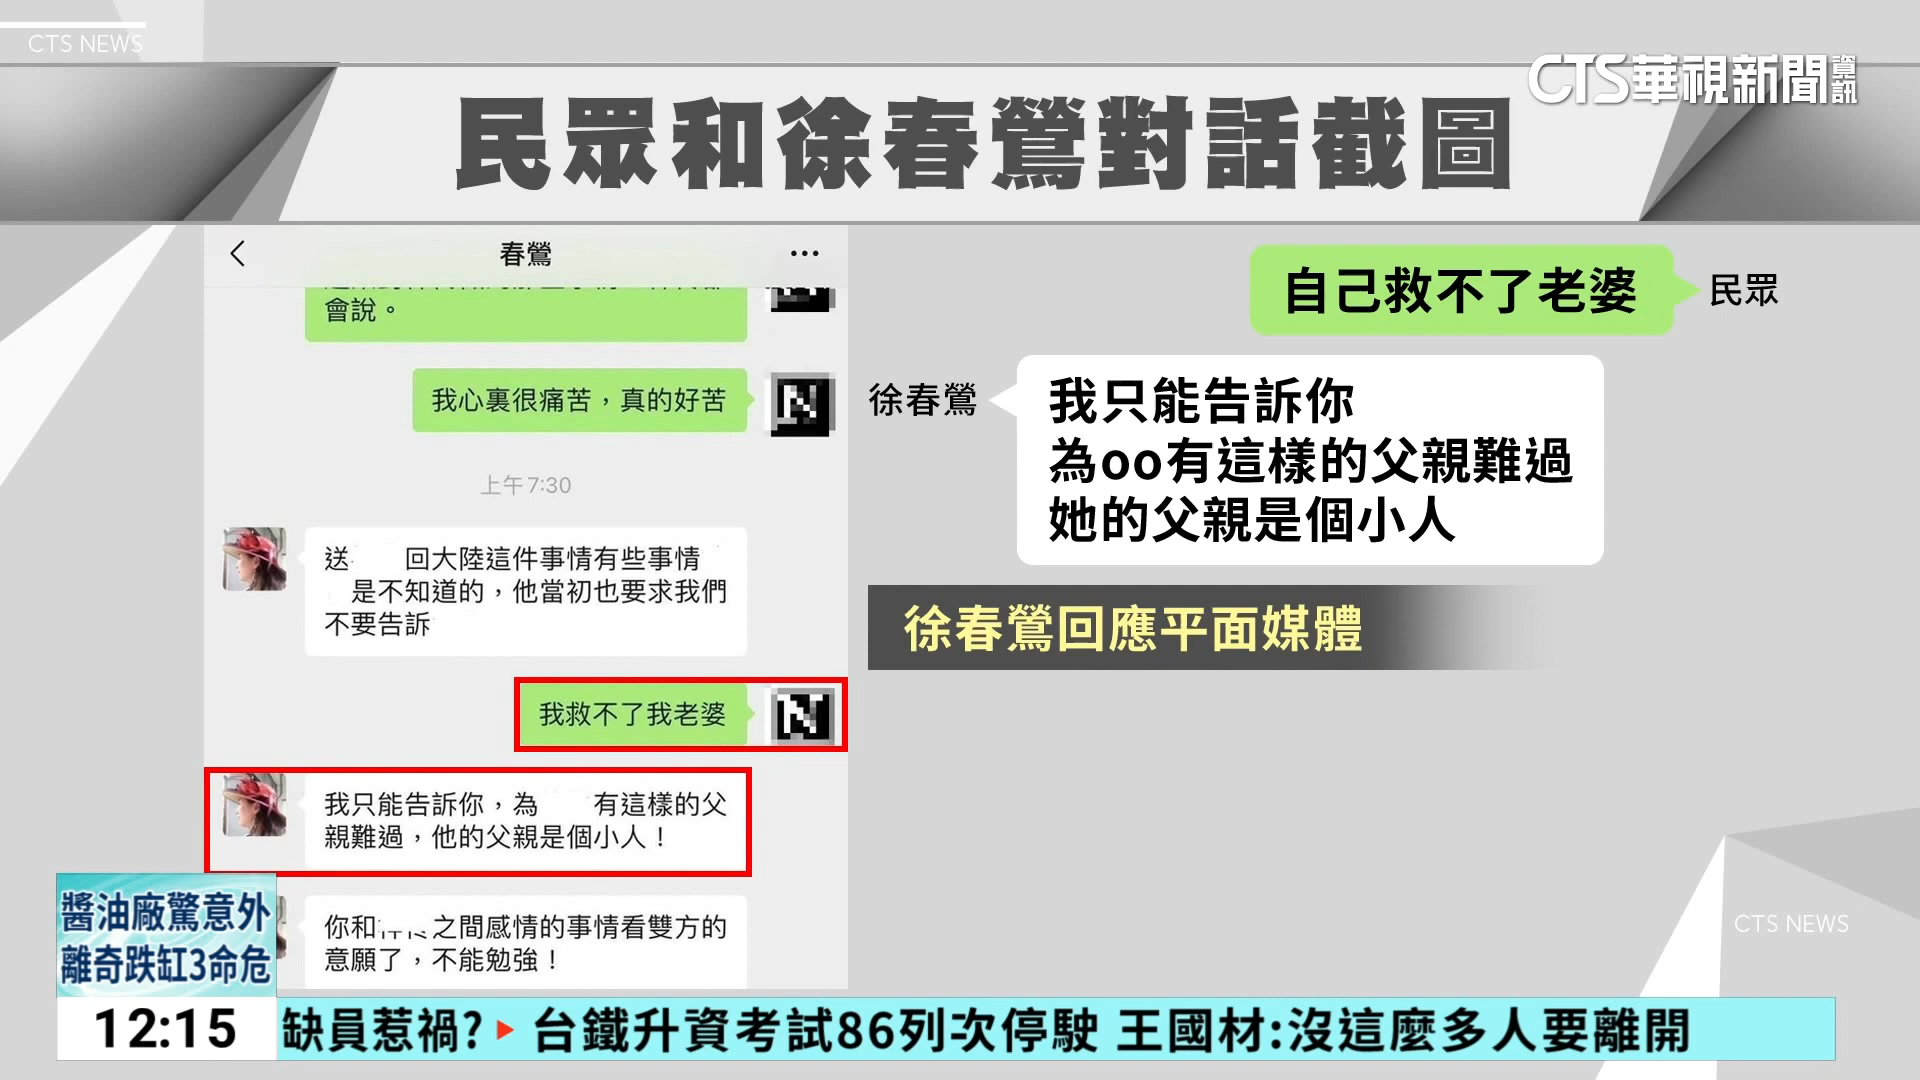 CTS NEWS
CTS華視新聞資訊
民眾和徐春鶯對話截圖
春鶯
會說。
我心裏很痛苦，真的好苦
上午7:30
送 回大陸這件事情有些事情
是不知道的，他當初也要求我們
不要告訴
我救不了我老婆
我只能告訴你，為 有這樣的父
親難過，他的父親是個小人！
你和 之間感情的事情看雙方的
意願了，不能勉強！
自己救不了老婆
民眾
徐春鶯
我只能告訴你
為oo有這樣的父親難過
她的父親是個小人
徐春鶯回應平面媒體
CTS NEWS
醬油廠驚意外
離奇跌缸3命危
12:15
缺員惹禍?▶台鐵升資考試86列次停駛 王國材:沒這麼多人要離開